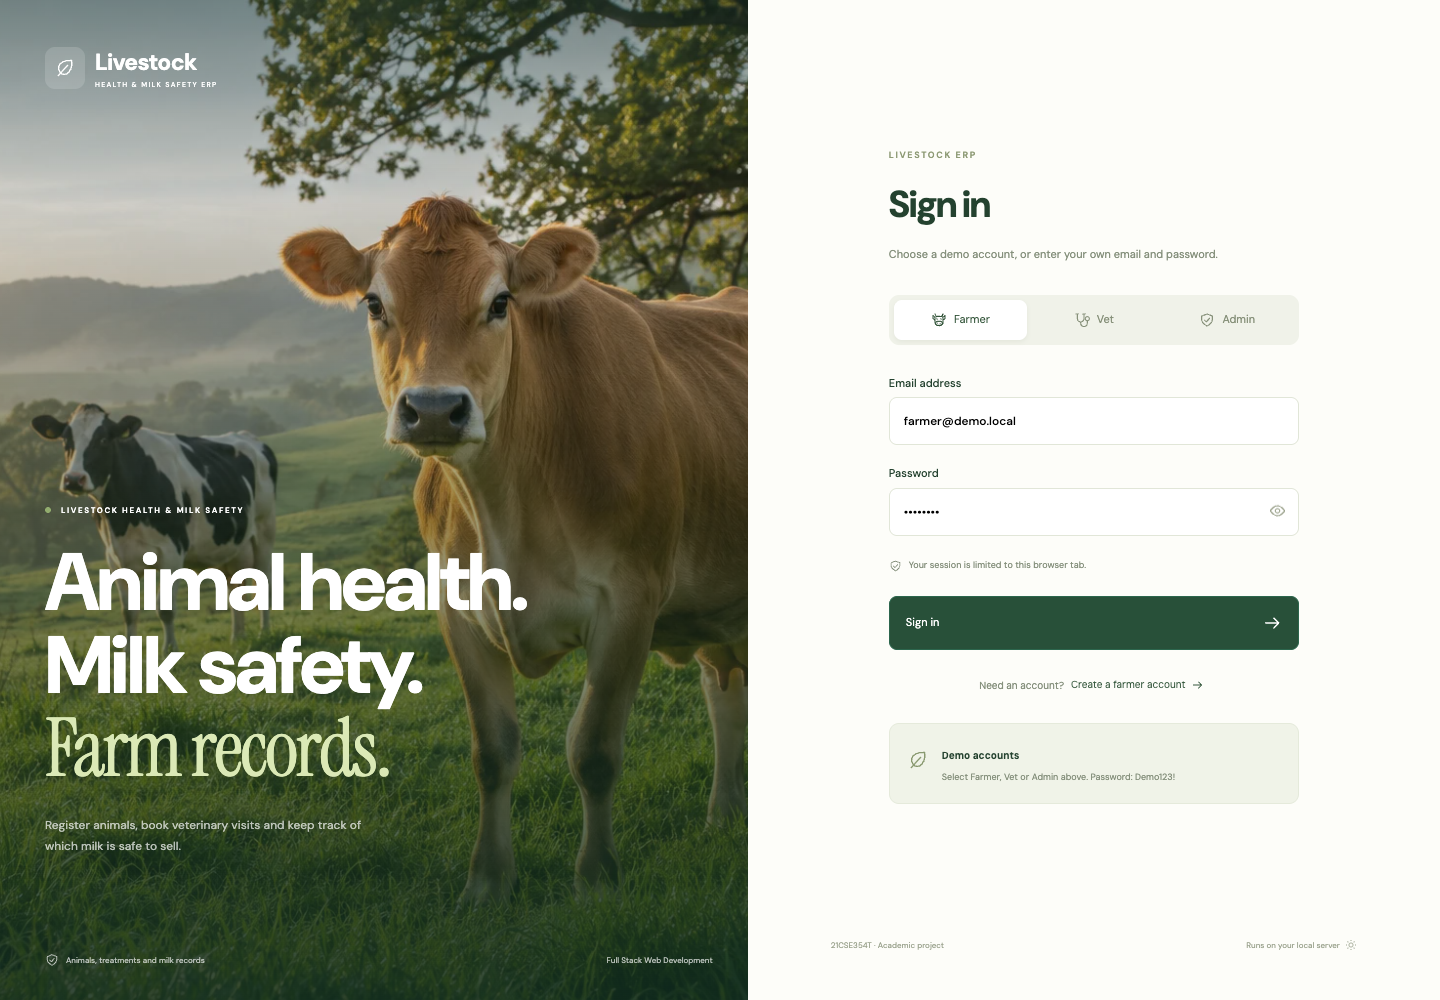 Livestock
HEALTH & MILK SAFETY ERP
LIVESTOCK HEALTH & MILK SAFETY
Animal health.
Milk safety.
Farm records.
Register animals, book veterinary visits and keep track of
which milk is safe to sell.
Animals, treatments and milk records
Full Stack Web Development
LIVESTOCK ERP
Sign in
Choose a demo account, or enter your own email and password.
Farmer
Vet
Admin
Email address
farmer@demo.local
Password
••••••••
Your session is limited to this browser tab.
Sign in
Need an account? Create a farmer account
Demo accounts
Select Farmer, Vet or Admin above. Password: Demo123!
21CSE354T · Academic project
Runs on your local server